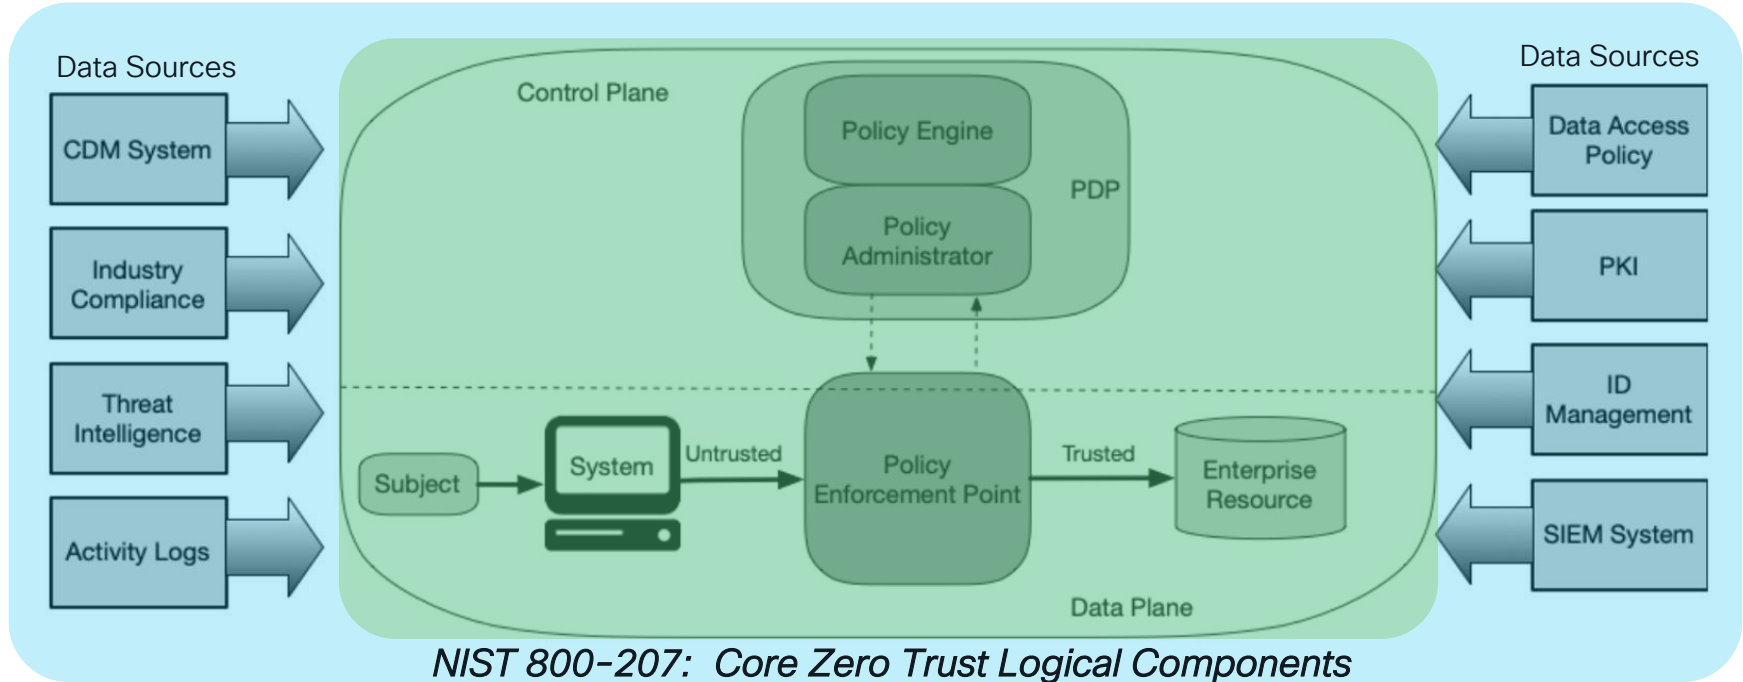 Data Sources
CDM System
Industry
Compliance
Threat
Intelligence
Activity Logs
Control Plane
Policy Engine
PDP
Policy
Administrator
Subject
System
Untrusted
Policy
Enforcement Point
Trusted
Enterprise
Resource
Data Plane
Data Sources
Data Access
Policy
PKI
ID
Management
SIEM System
NIST 800-207: Core Zero Trust Logical Components